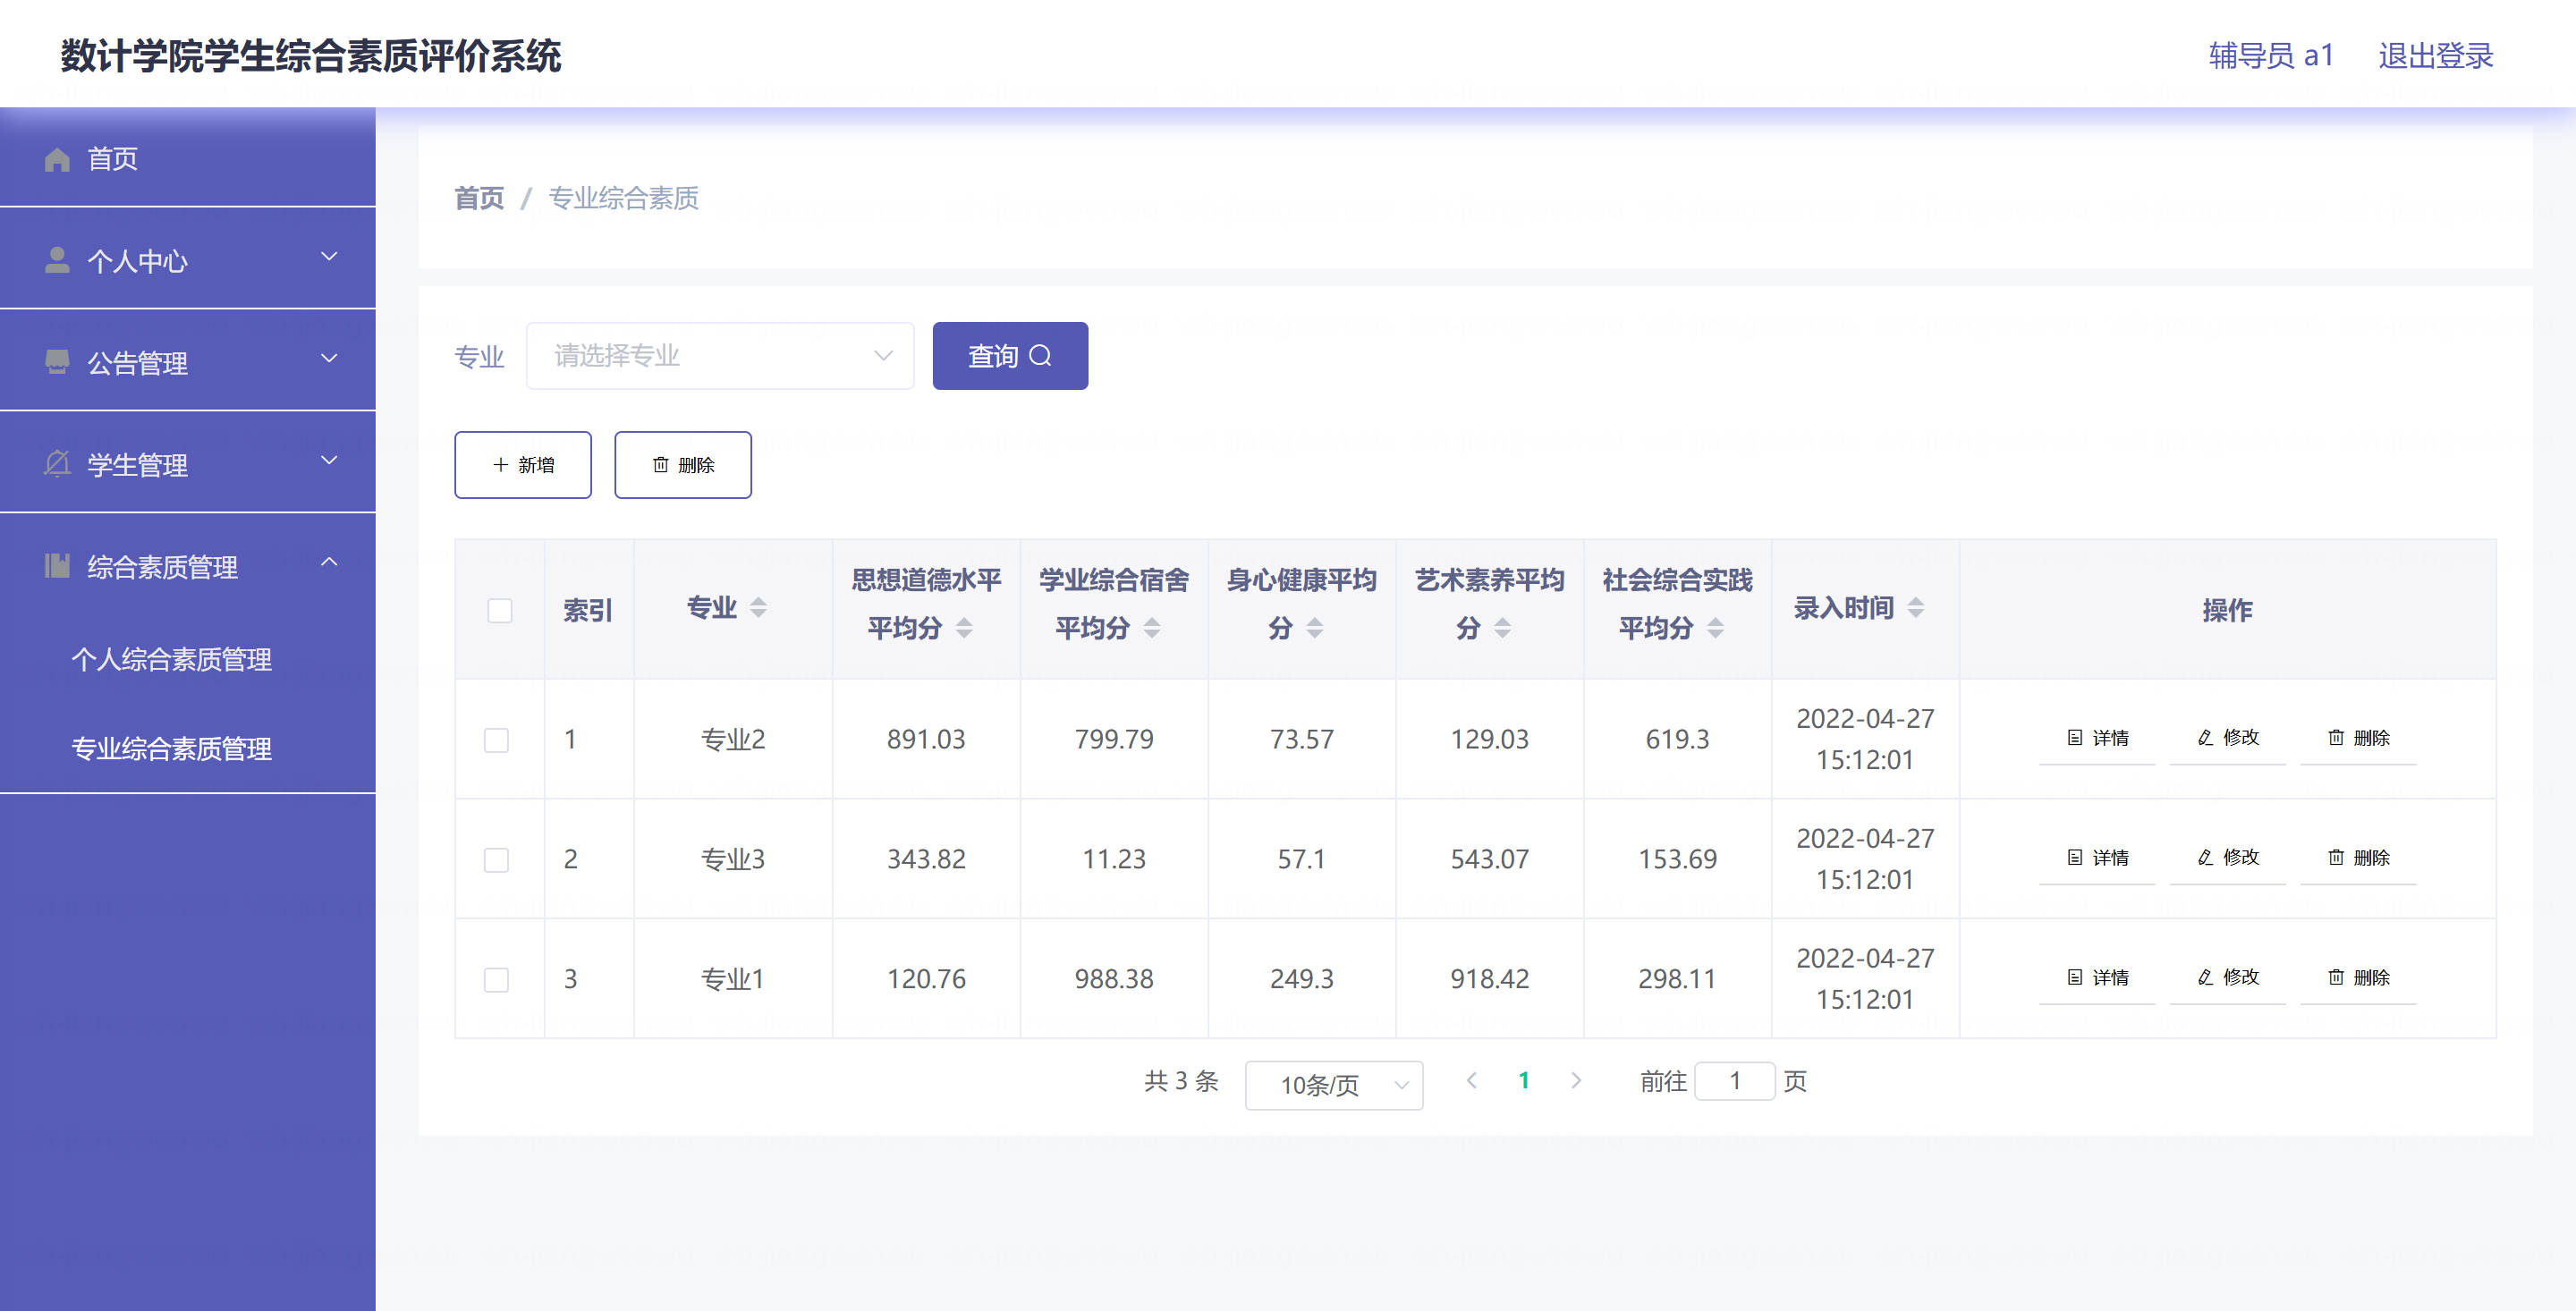 数计学院学生综合素质评价系统
辅导员 a1 退出登录
首页
个人中心
公告管理
学生管理
综合素质管理
个人综合素质管理
专业综合素质管理
首页 / 专业综合素质
专业 请选择专业 查询
新增 删除
索引 专业 思想道德水平平均分 学业综合宿舍平均分 身心健康平均分 艺术素养平均分 社会综合实践平均分 录入时间 操作
1 专业2 891.03 799.79 73.57 129.03 619.3 2022-04-27 15:12:01 详情 修改 删除
2 专业3 343.82 11.23 57.1 543.07 153.69 2022-04-27 15:12:01 详情 修改 删除
3 专业1 120.76 988.38 249.3 918.42 298.11 2022-04-27 15:12:01 详情 修改 删除
共 3 条 10条/页 1 前往 1 页